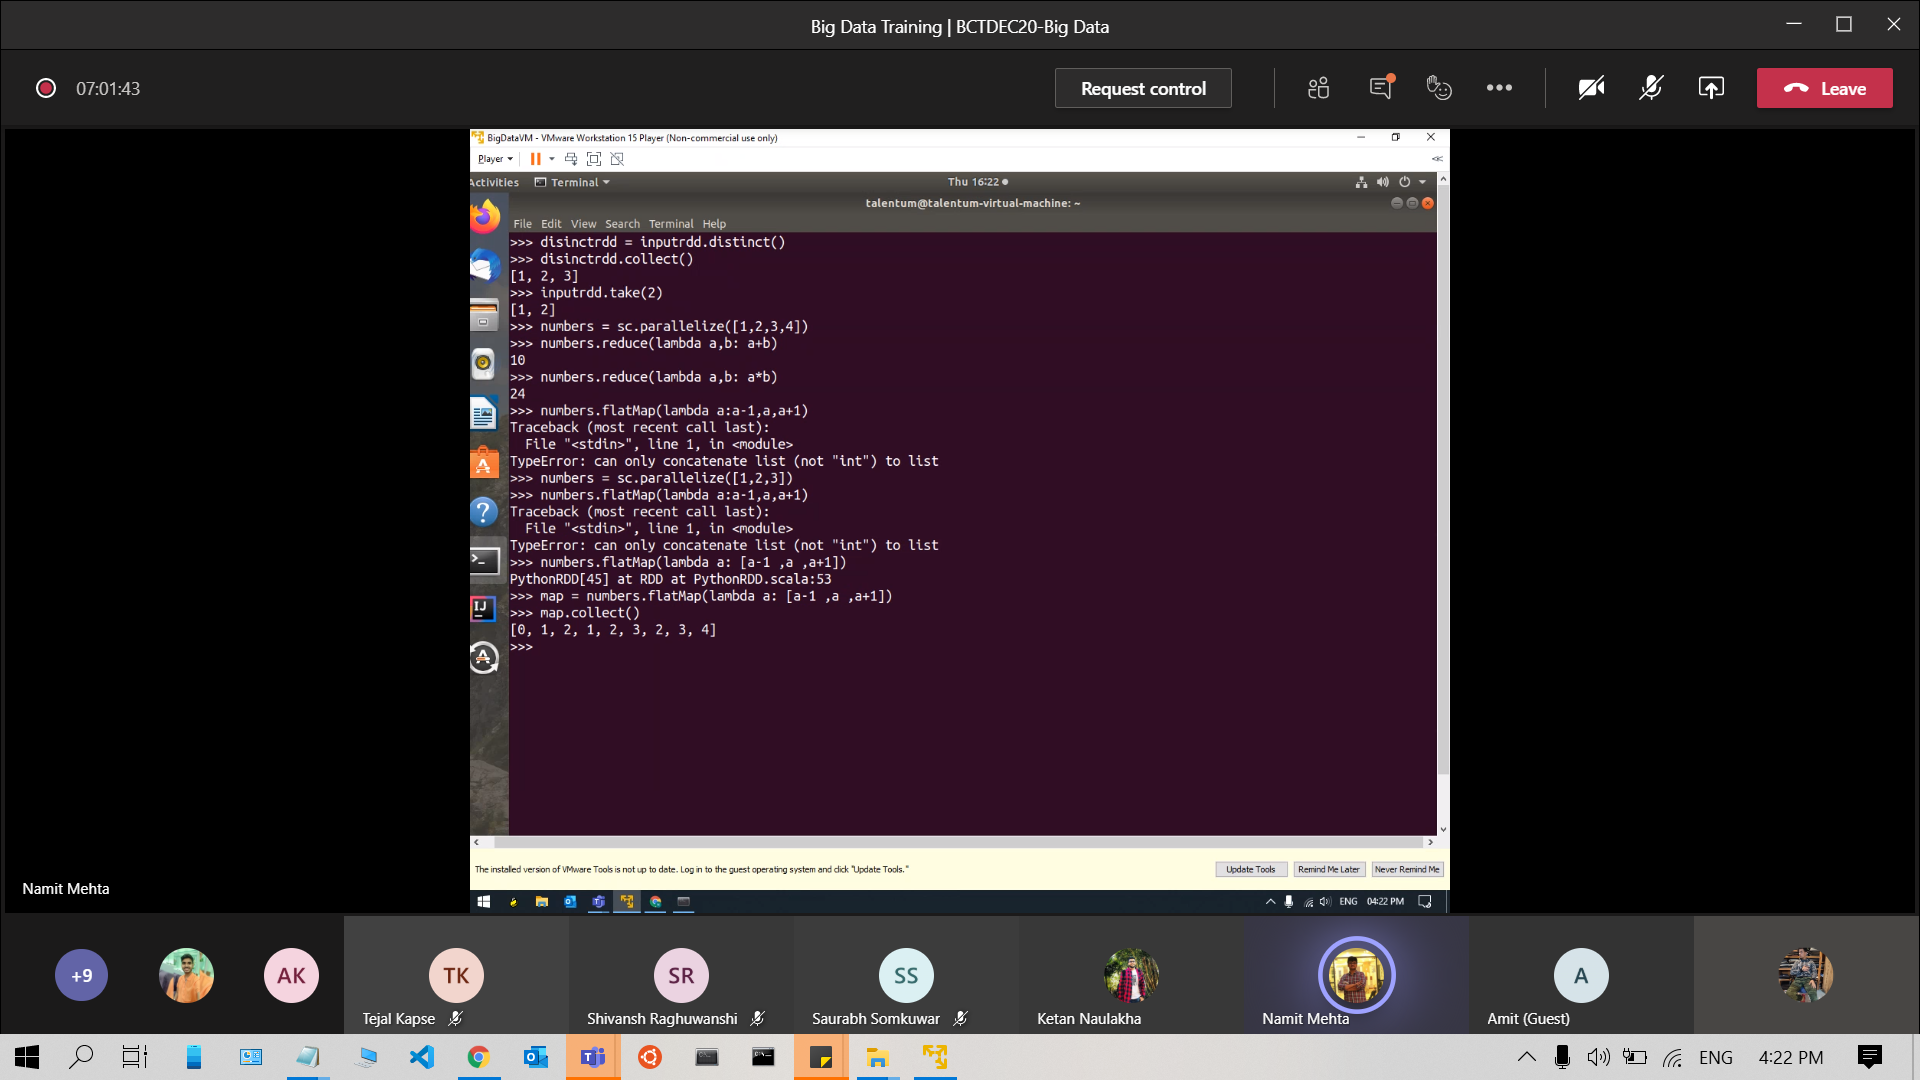 Big Data Training | BCTDEC20-Big Data
07:01:43
Request control
Leave
BigDataVM - VMware Workstation 15 Player (Non-commercial use only)
Player
Activities
Terminal
Thu 16:22
talentum@talentum-virtual-machine: ~
File Edit View Search Terminal Help
>>> disinctrdd = inputrdd.distinct()
>>> disinctrdd.collect()
[1, 2, 3]
>>> inputrdd.take(2)
[1, 2]
>>> numbers = sc.parallelize([1,2,3,4])
>>> numbers.reduce(lambda a,b: a+b)
10
>>> numbers.reduce(lambda a,b: a*b)
24
>>> numbers.flatMap(lambda a:a-1,a,a+1)
Traceback (most recent call last):
  File "<stdin>", line 1, in <module>
TypeError: can only concatenate list (not "int") to list
>>> numbers = sc.parallelize([1,2,3])
>>> numbers.flatMap(lambda a:a-1,a,a+1)
Traceback (most recent call last):
  File "<stdin>", line 1, in <module>
TypeError: can only concatenate list (not "int") to list
>>> numbers.flatMap(lambda a: [a-1 ,a ,a+1])
PythonRDD[45] at RDD at PythonRDD.scala:53
>>> map = numbers.flatMap(lambda a: [a-1 ,a ,a+1])
>>> map.collect()
[0, 1, 2, 1, 2, 3, 2, 3, 4]
>>>
The installed version of VMware Tools is not up to date. Log in to the guest operating system and click "Update Tools."
Update Tools
Remind Me Later
Never Remind Me
Namit Mehta
ENG 04:22 PM
+9
AK
TK
SR
SS
A
Tejal Kapse
Shivansh Raghuwanshi
Saurabh Somkuwar
Ketan Naulakha
Namit Mehta
Amit (Guest)
ENG
4:22 PM